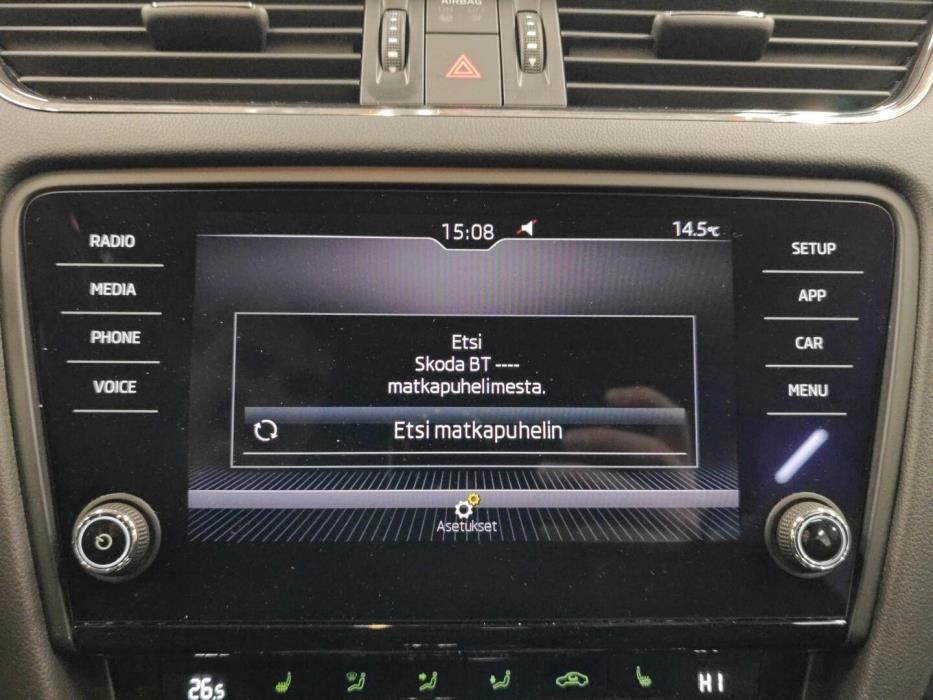 AIRBAG
15:08
14.5°C
RADIO
MEDIA
PHONE
VOICE
SETUP
APP
CAR
MENU
Etsi
Skoda BT ----
matkapuhelimesta.
Etsi matkapuhelin
Asetukset
26.5
HI